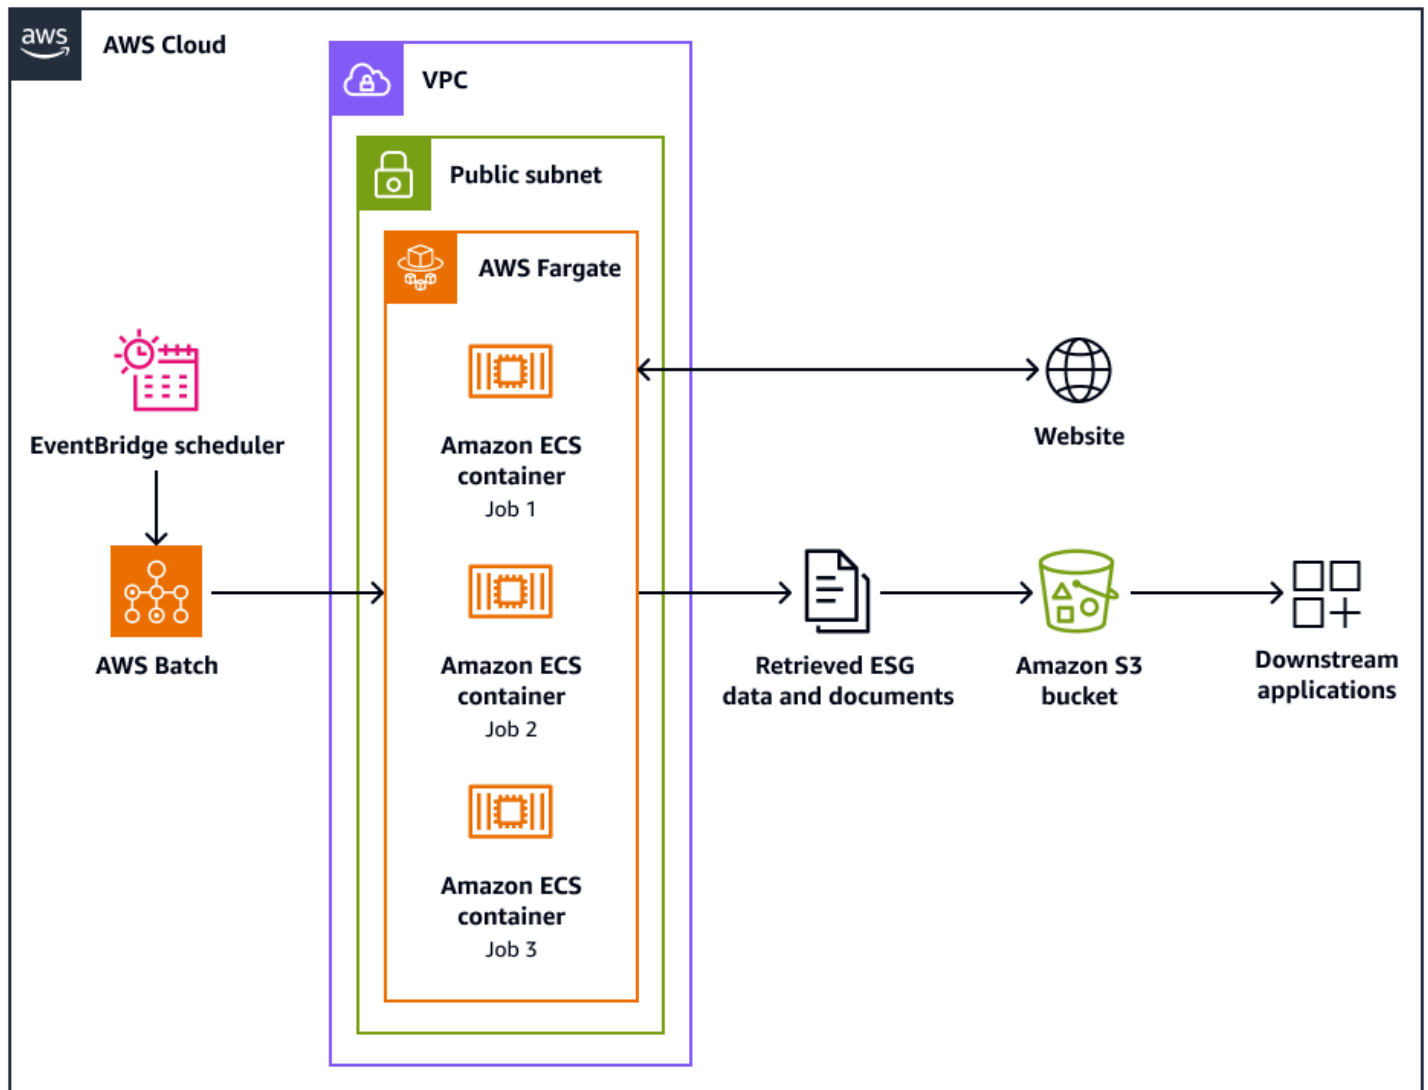 aws
AWS Cloud
VPC
Public subnet
AWS Fargate
EventBridge scheduler
AWS Batch
Amazon ECS
container
Job 1
Amazon ECS
container
Job 2
Amazon ECS
container
Job 3
Website
Retrieved ESG
data and documents
Amazon S3
bucket
Downstream
applications